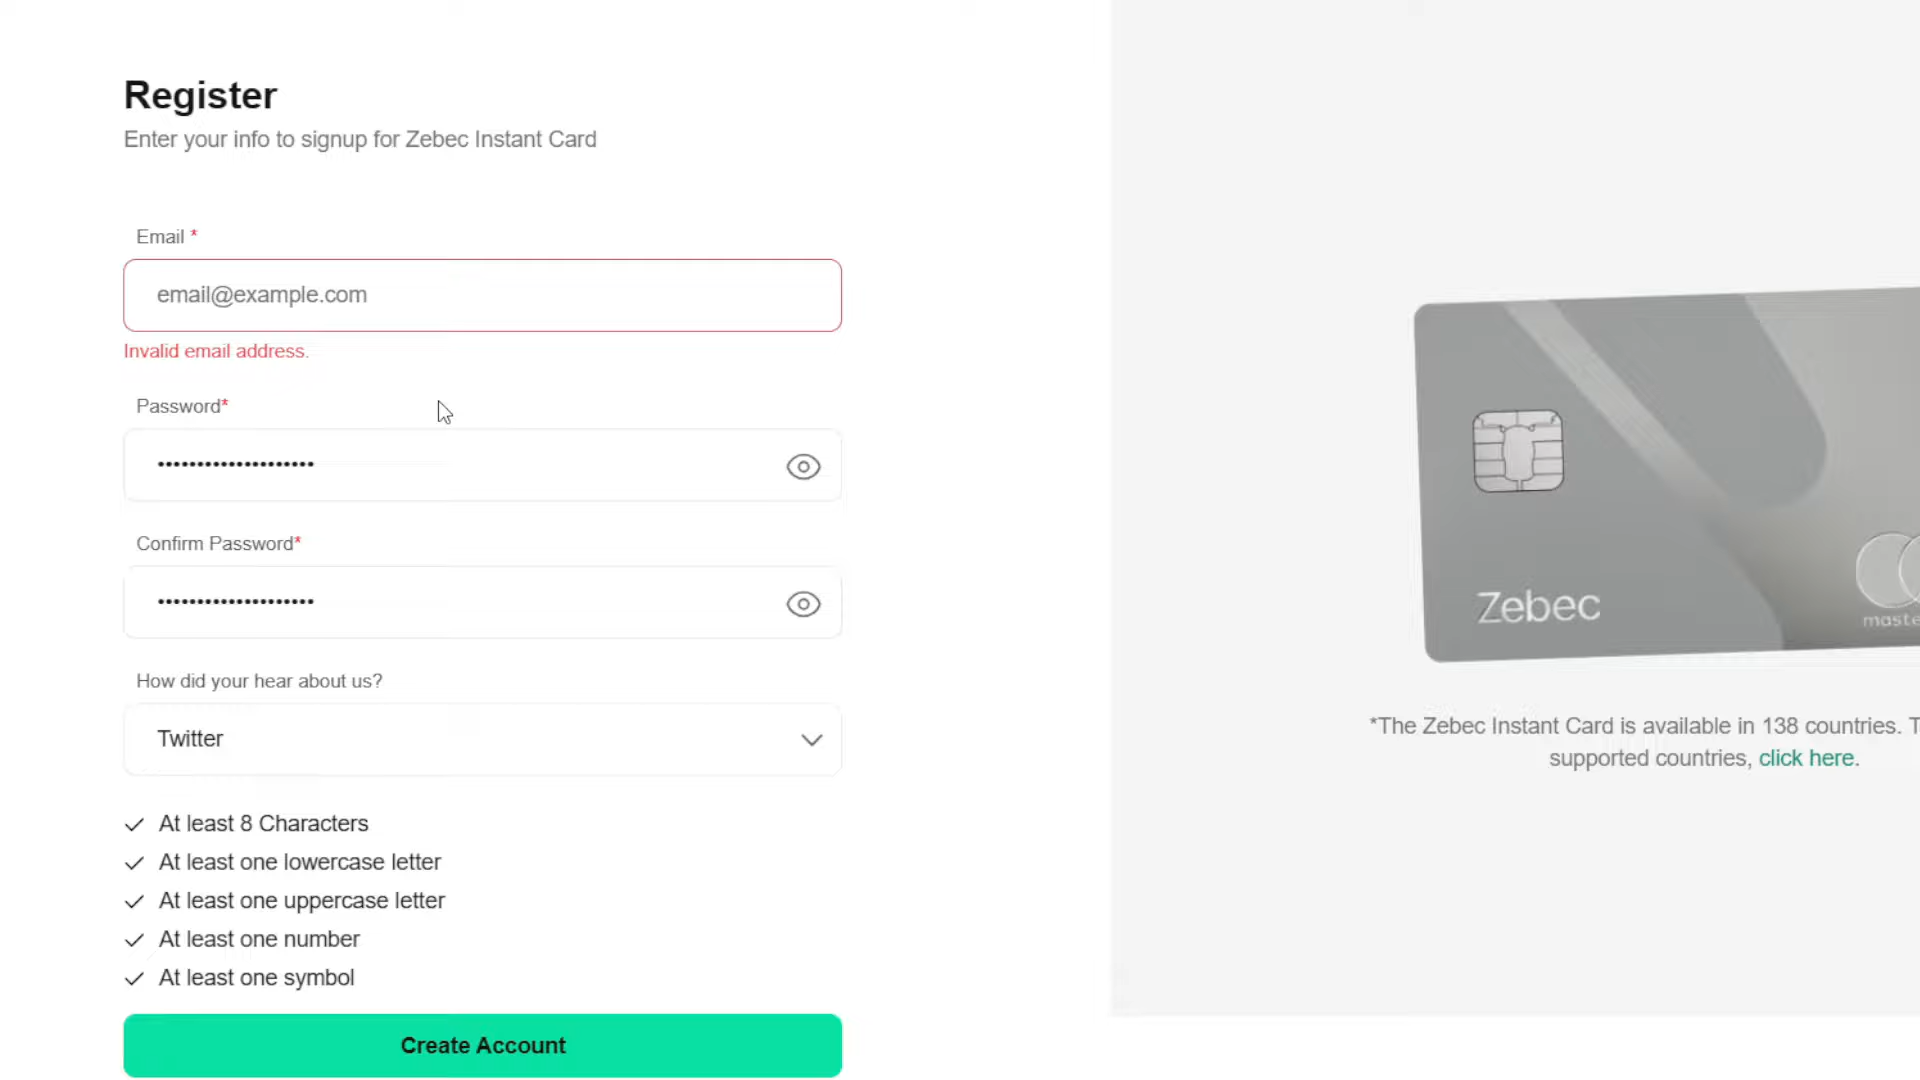 Register
Enter your info to signup for Zebec Instant Card
Email *
email@example.com
Invalid email address.
Password*
••••••••••••••••••••
Confirm Password*
••••••••••••••••••••
How did your hear about us?
Twitter
At least 8 Characters
At least one lowercase letter
At least one uppercase letter
At least one number
At least one symbol
Create Account
Zebec
*The Zebec Instant Card is available in 138 countries.
supported countries, click here.